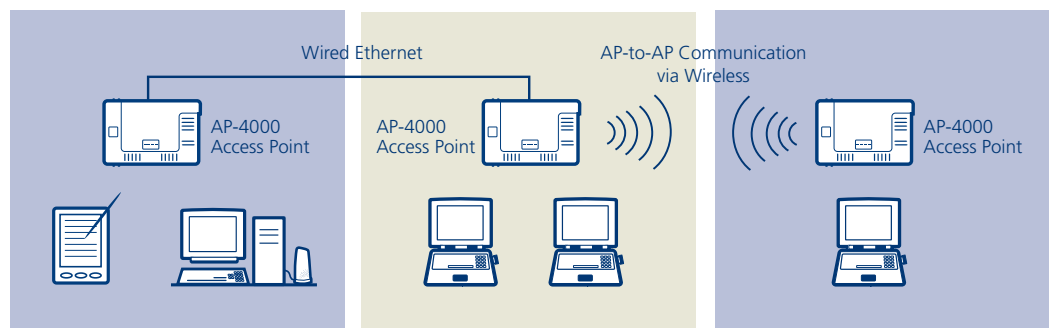 Wired Ethernet
AP-to-AP Communication
via Wireless
AP-4000
Access Point
AP-4000
Access Point
AP-4000
Access Point